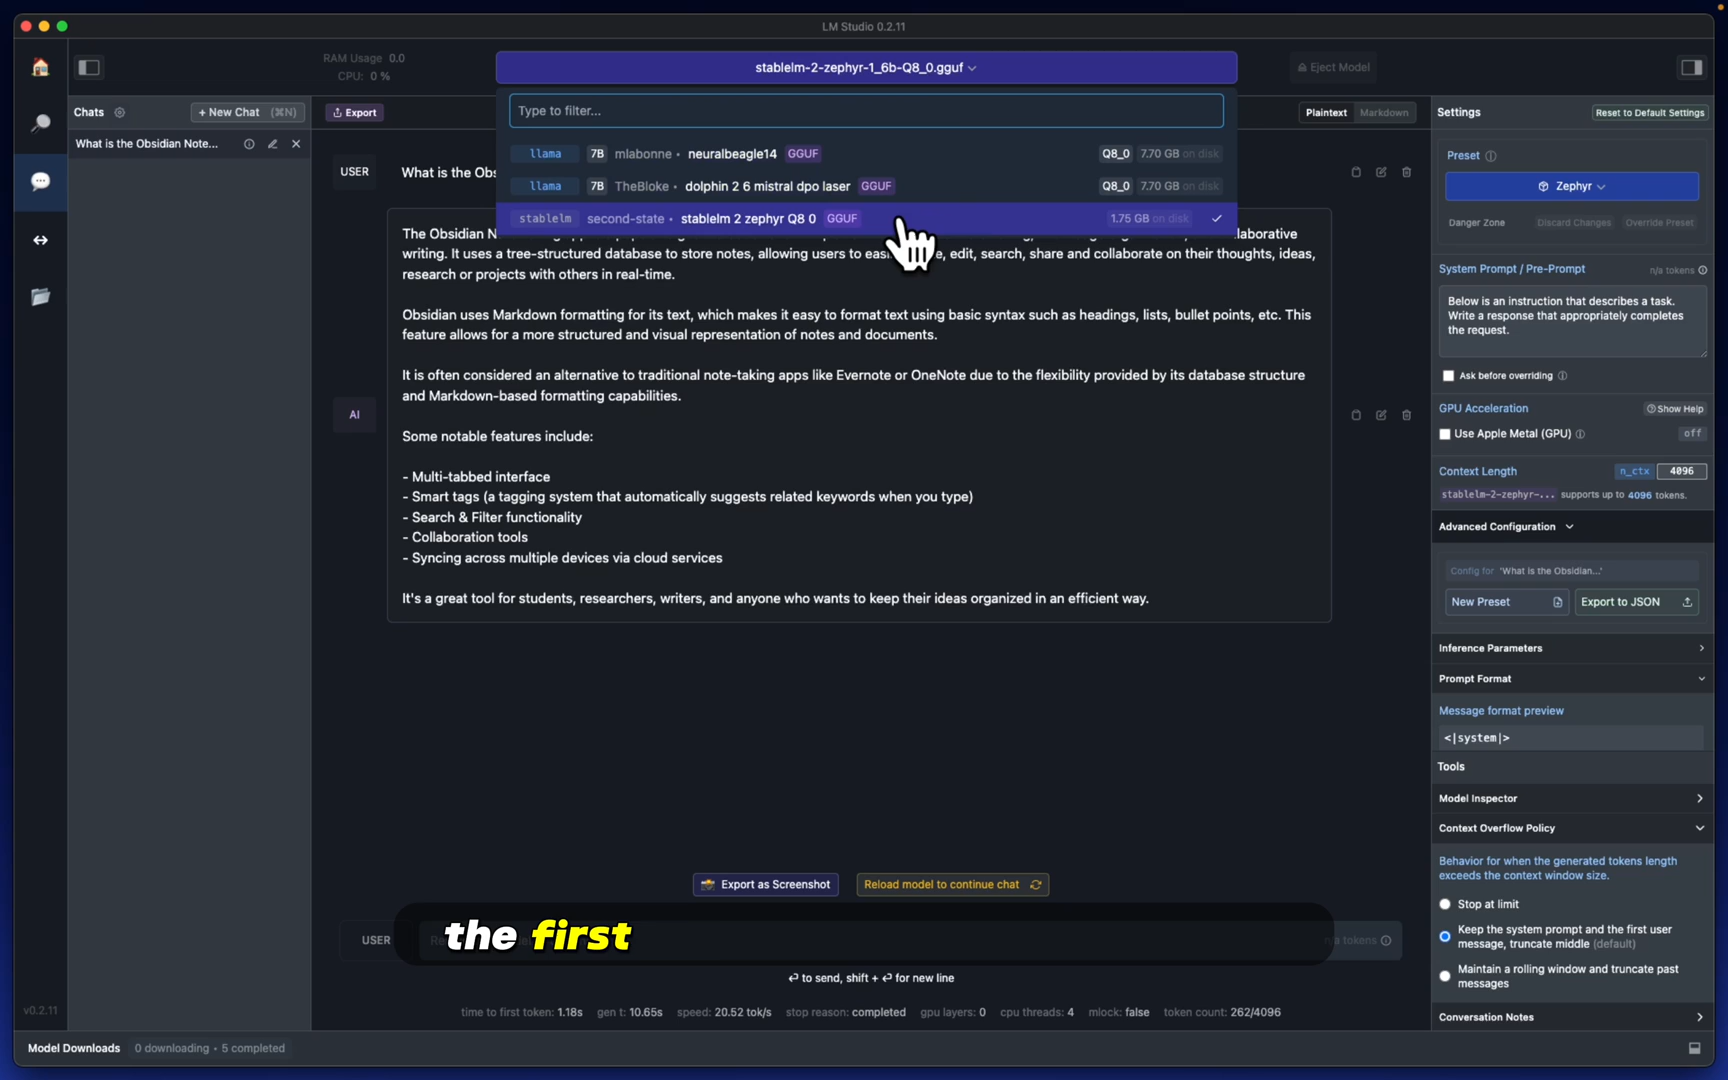 LM Studio 0.2.11
RAM Usage 0.0
CPU: 0 %
stablelm-2-zephyr-1_6b-Q8_0.gguf
Eject Model
Chats
+ New Chat (⌘N)
Export
Type to filter...
Plaintext Markdown
Settings
Reset to Default Settings
What is the Obsidian Note...
llama 7B mlabonne • neuralbeagle14 GGUF Q8_0 7.70 GB on disk
llama 7B TheBloke • dolphin 2 6 mistral dpo laser GGUF Q8_0 7.70 GB on disk
stablelm second-state • stablelm 2 zephyr Q8 0 GGUF 1.75 GB on disk
USER
What is the Obs
AI
The Obsidian N laborative
writing. It uses a tree-structured database to store notes, allowing users to easi e, edit, search, share and collaborate on their thoughts, ideas,
research or projects with others in real-time.
Obsidian uses Markdown formatting for its text, which makes it easy to format text using basic syntax such as headings, lists, bullet points, etc. This
feature allows for a more structured and visual representation of notes and documents.
It is often considered an alternative to traditional note-taking apps like Evernote or OneNote due to the flexibility provided by its database structure
and Markdown-based formatting capabilities.
Some notable features include:
- Multi-tabbed interface
- Smart tags (a tagging system that automatically suggests related keywords when you type)
- Search & Filter functionality
- Collaboration tools
- Syncing across multiple devices via cloud services
It's a great tool for students, researchers, writers, and anyone who wants to keep their ideas organized in an efficient way.
Export as Screenshot
Reload model to continue chat
USER
the first
n/a tokens
↵ to send, shift + ↵ for new line
time to first token: 1.18s gen t: 10.65s speed: 20.52 tok/s stop reason: completed gpu layers: 0 cpu threads: 4 mlock: false token count: 262/4096
Preset
Zephyr
Danger Zone Discard Changes Override Preset
System Prompt / Pre-Prompt n/a tokens
Below is an instruction that describes a task.
Write a response that appropriately completes
the request.
Ask before overriding
GPU Acceleration Show Help
Use Apple Metal (GPU) off
Context Length n_ctx 4096
stablelm-2-zephyr-... supports up to 4096 tokens.
Advanced Configuration
Config for 'What is the Obsidian...'
New Preset Export to JSON
Inference Parameters
Prompt Format
Message format preview
<|system|>
Tools
Model Inspector
Context Overflow Policy
Behavior for when the generated tokens length
exceeds the context window size.
Stop at limit
Keep the system prompt and the first user
message, truncate middle (default)
Maintain a rolling window and truncate past
messages
Conversation Notes
v0.2.11
Model Downloads 0 downloading • 5 completed